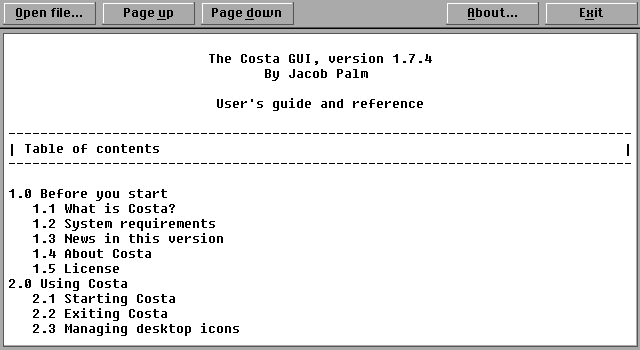 Open file... Page up Page down About... Exit
The Costa GUI, version 1.7.4
By Jacob Palm
User's guide and reference
--------------------------------------------------------------------------------
| Table of contents |
--------------------------------------------------------------------------------
1.0 Before you start
1.1 What is Costa?
1.2 System requirements
1.3 News in this version
1.4 About Costa
1.5 License
2.0 Using Costa
2.1 Starting Costa
2.2 Exiting Costa
2.3 Managing desktop icons